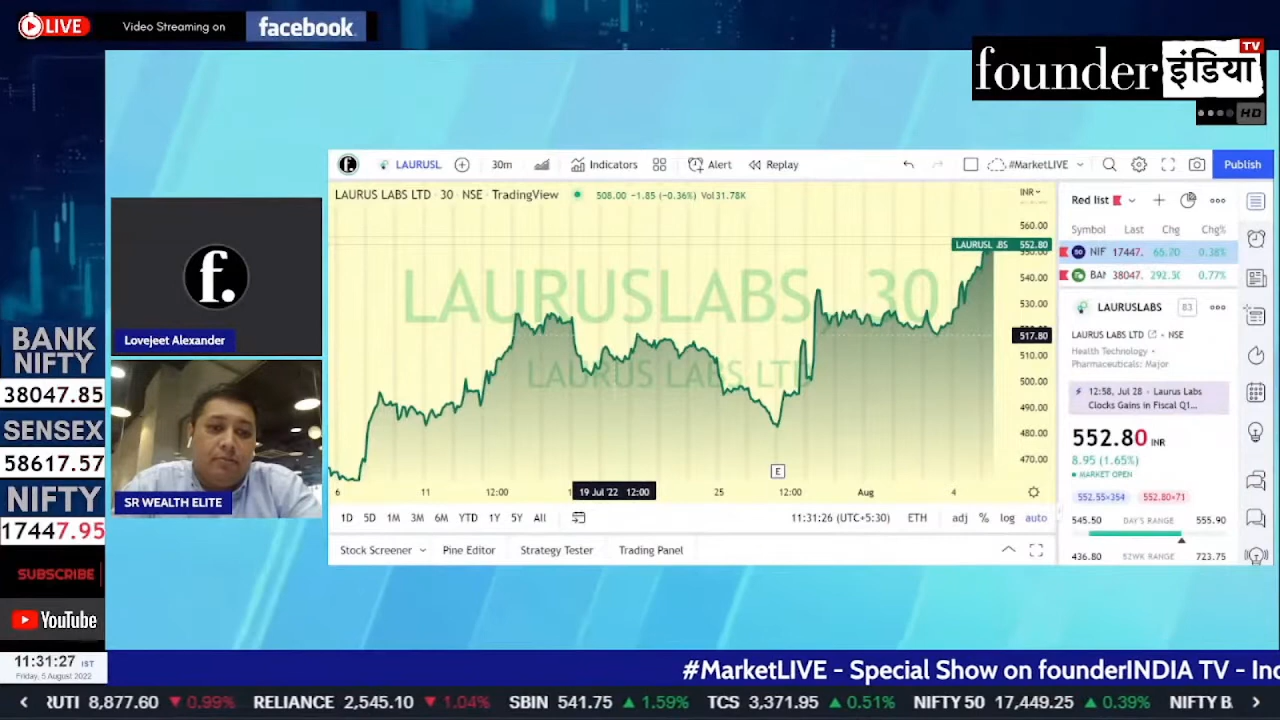 LIVE
Video Streaming on
facebook
founder इंडिया TV
HD
LAURUSL
30m
Indicators
Alert
Replay
#MarketLIVE
Publish
LAURUS LABS LTD · 30 · NSE · TradingView
508.00 −1.85 (−0.36%) Vol 31.78K
INR
560.00
LAURUSL BS 552.80
550.00
540.00
530.00
517.80
510.00
500.00
490.00
480.00
470.00
LAURUSLABS, 30
LAURUS LABS LTD
E
6
11
12:00
19 Jul '22 12:00
25
12:00
Aug
4
1D 5D 1M 3M 6M YTD 1Y 5Y All
11:31:26 (UTC+5:30)
ETH
adj % log auto
Stock Screener
Pine Editor
Strategy Tester
Trading Panel
Red list
Symbol Last Chg Chg%
NIF 17447. 65.70 0.38%
BAN 38047. 292.30 0.77%
LAURUSLABS
83
LAURUS LABS LTD · NSE
Health Technology ·
Pharmaceuticals: Major
12:58, Jul 28 · Laurus Labs
Clocks Gains in Fiscal Q1...
552.80 INR
8.95 (1.65%)
MARKET OPEN
552.55×354 552.80×71
545.50 DAY'S RANGE 555.90
436.80 52WK RANGE 723.75
f.
Lovejeet Alexander
SR WEALTH ELITE
BANK
NIFTY
38047.85
SENSEX
58617.57
NIFTY
17447.95
SUBSCRIBE
YouTube
11:31:27 IST
Friday, 5 August 2022
#MarketLIVE - Special Show on founderINDIA TV - Inc
RUTI 8,877.60 ▼ 0.99% RELIANCE 2,545.10 ▼ 1.04% SBIN 541.75 ▲ 1.59% TCS 3,371.95 ▲ 0.51% NIFTY 50 17,449.25 ▲ 0.39% NIFTY B